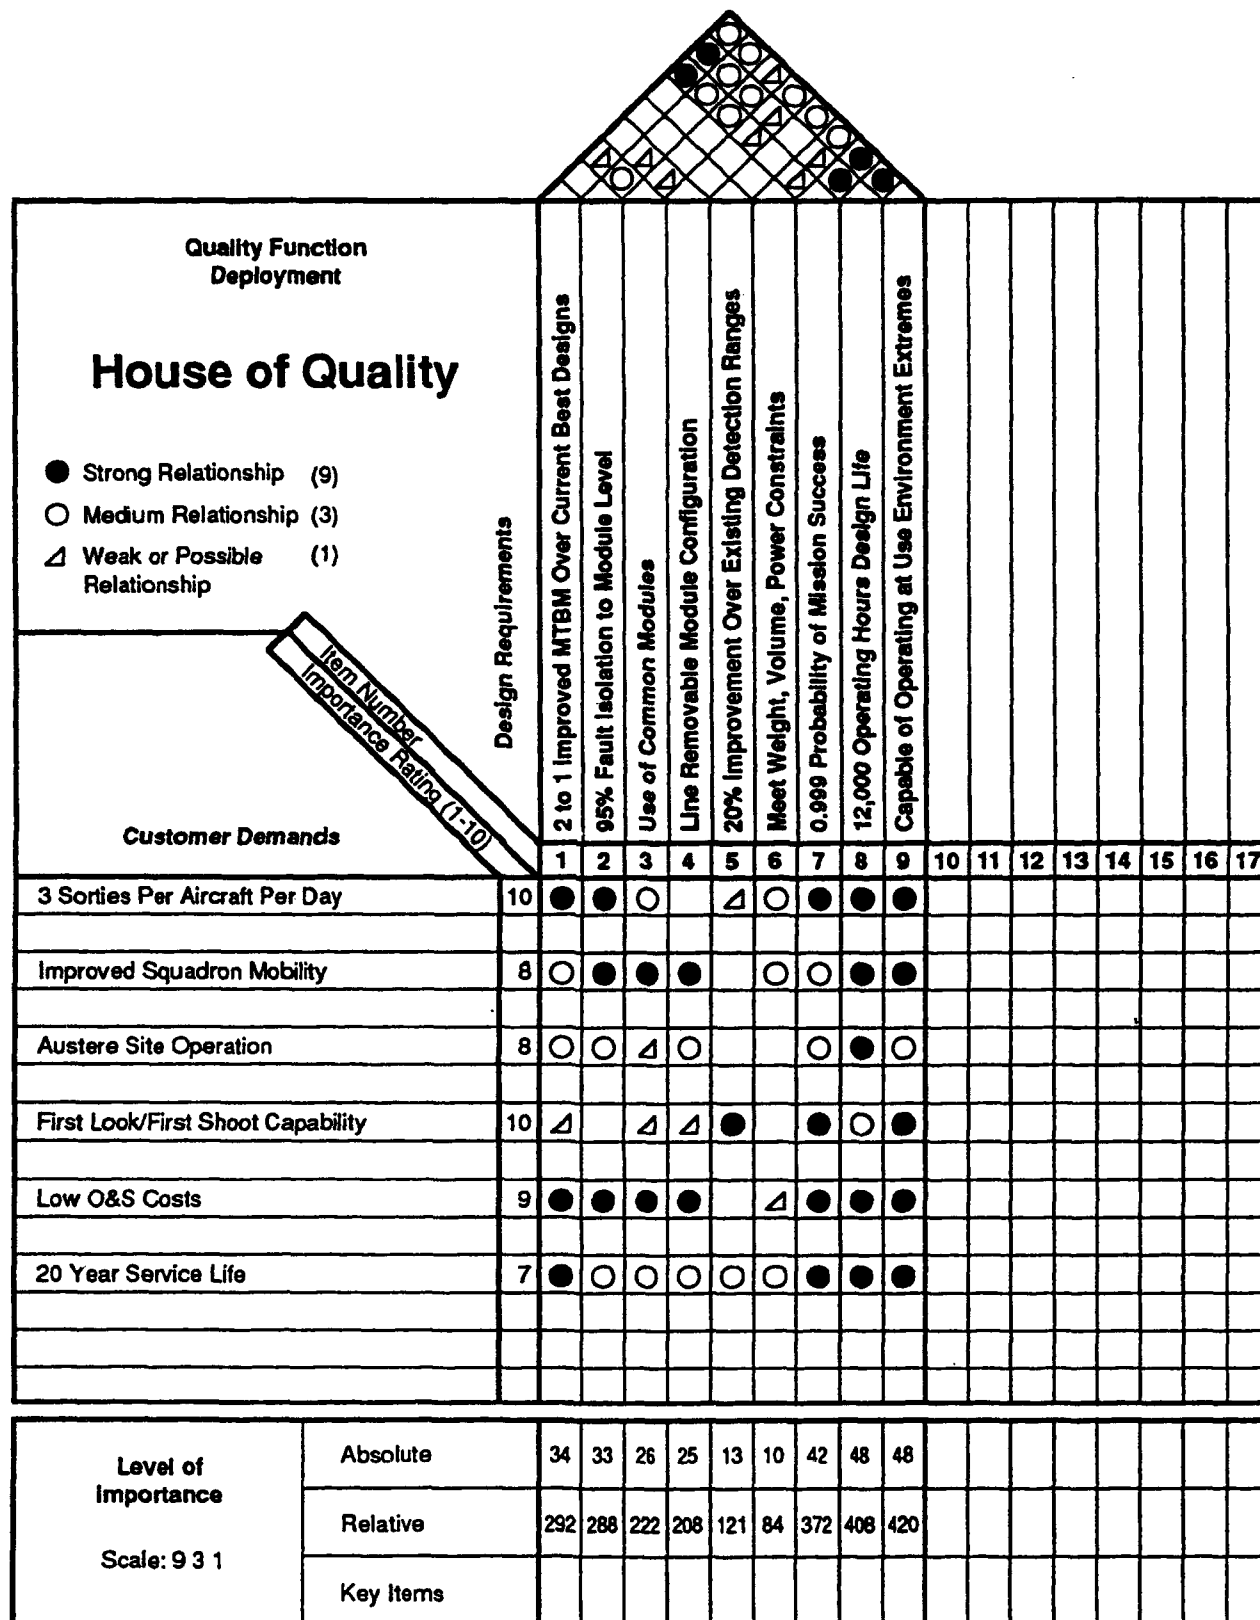 Quality Function
Deployment
House of Quality
Strong Relationship (9)
Medium Relationship (3)
Weak or Possible (1)
Relationship
Design Requirements
2 to 1 Improved MTBM Over Current Best Designs
95% Fault Isolation to Module Level
Use of Common Modules
Line Removable Module Configuration
20% Improvement Over Existing Detection Ranges
Meet Weight, Volume, Power Constraints
0.999 Probability of Mission Success
12,000 Operating Hours Design Life
Capable of Operating at Use Environment Extremes
Item Number
Importance Rating (1-10)
Customer Demands
1 2 3 4 5 6 7 8 9 10 11 12 13 14 15 16 17
3 Sorties Per Aircraft Per Day 10
Improved Squadron Mobility 8
Austere Site Operation 8
First Look/First Shoot Capability 10
Low O&S Costs 9
20 Year Service Life 7
Level of
Importance
Scale: 9 3 1
Absolute 34 33 26 25 13 10 42 48 48
Relative 292 288 222 208 121 84 372 408 420
Key Items